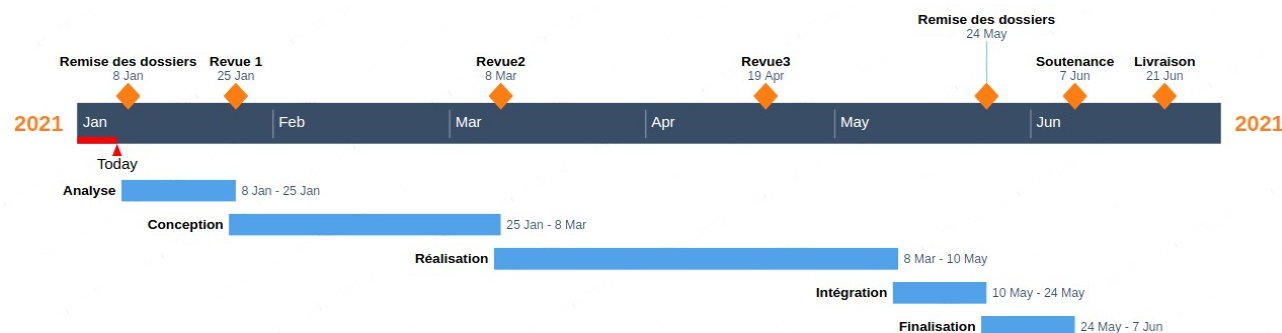 Remise des dossiers
24 May
Remise des dossiers
8 Jan
Revue 1
25 Jan
Revue2
8 Mar
Revue3
19 Apr
Soutenance
7 Jun
Livraison
21 Jun
2021 Jan Feb Mar Apr May Jun 2021
Today
Analyse 8 Jan - 25 Jan
Conception 25 Jan - 8 Mar
Réalisation 8 Mar - 10 May
Intégration 10 May - 24 May
Finalisation 24 May - 7 Jun